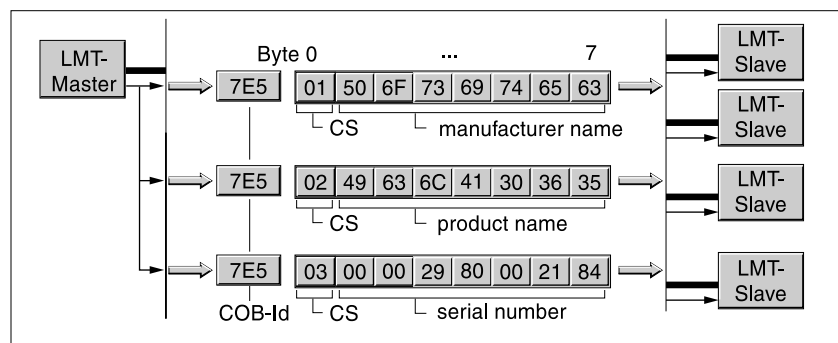 LMT-
Master
Byte 0 ... 7
7E5 01 50 6F 73 69 74 65 63
CS manufacturer name
7E5 02 49 63 6C 41 30 36 35
CS product name
7E5 03 00 00 29 80 00 21 84
COB-Id CS serial number
LMT-
Slave
LMT-
Slave
LMT-
Slave
LMT-
Slave